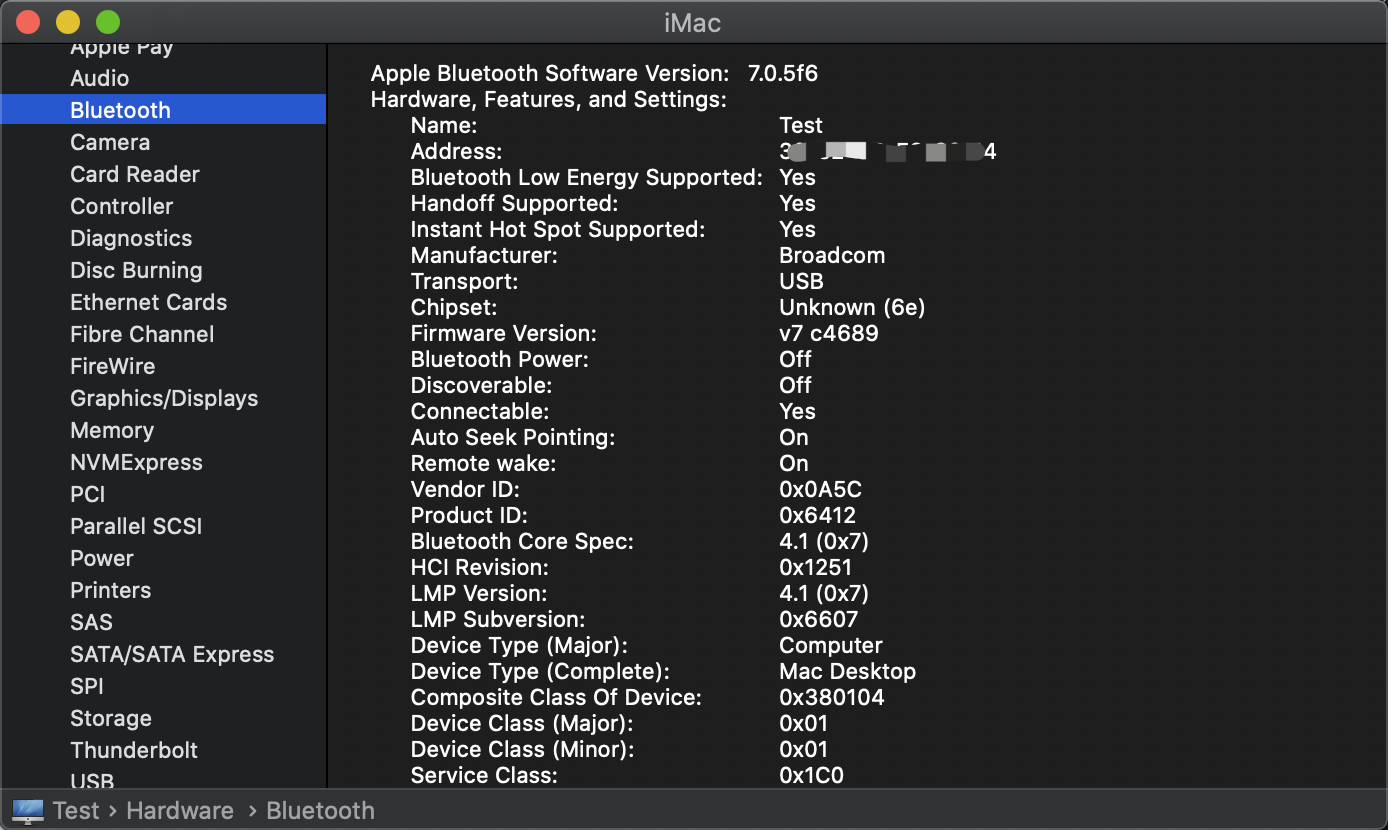 iMac
Apple Pay
Audio
Bluetooth
Camera
Card Reader
Controller
Diagnostics
Disc Burning
Ethernet Cards
Fibre Channel
FireWire
Graphics/Displays
Memory
NVMExpress
PCI
Parallel SCSI
Power
Printers
SAS
SATA/SATA Express
SPI
Storage
Thunderbolt
USB
Apple Bluetooth Software Version: 7.0.5f6
Hardware, Features, and Settings:
Name: Test
Address:
Bluetooth Low Energy Supported: Yes
Handoff Supported: Yes
Instant Hot Spot Supported: Yes
Manufacturer: Broadcom
Transport: USB
Chipset: Unknown (6e)
Firmware Version: v7 c4689
Bluetooth Power: Off
Discoverable: Off
Connectable: Yes
Auto Seek Pointing: On
Remote wake: On
Vendor ID: 0x0A5C
Product ID: 0x6412
Bluetooth Core Spec: 4.1 (0x7)
HCI Revision: 0x1251
LMP Version: 4.1 (0x7)
LMP Subversion: 0x6607
Device Type (Major): Computer
Device Type (Complete): Mac Desktop
Composite Class Of Device: 0x380104
Device Class (Major): 0x01
Device Class (Minor): 0x01
Service Class: 0x1C0
Test › Hardware › Bluetooth